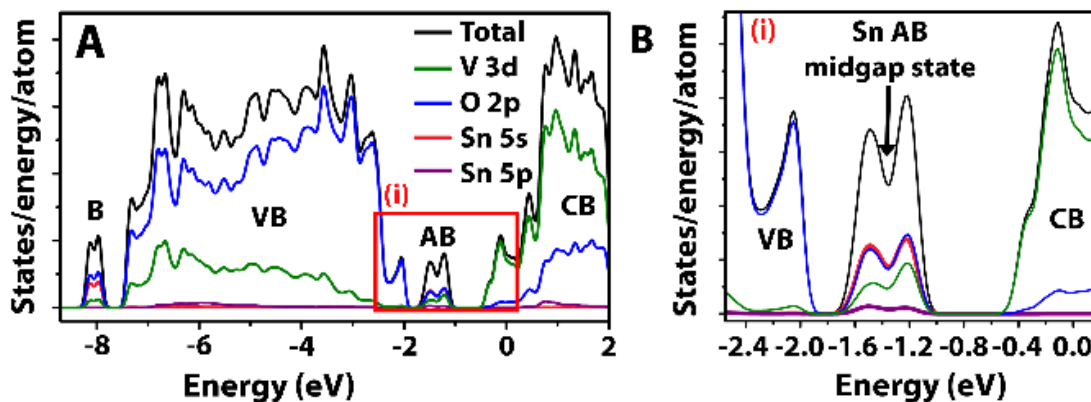 A
Total
V 3d
O 2p
Sn 5s
Sn 5p
(i)
B
VB
AB
CB
States/energy/atom
-8
-6
-4
-2
0
2
Energy (eV)
B
(i)
Sn AB
midgap state
VB
CB
States/energy/atom
-2.4
-2.0
-1.6
-1.2
-0.8
-0.4
0.0
Energy (eV)